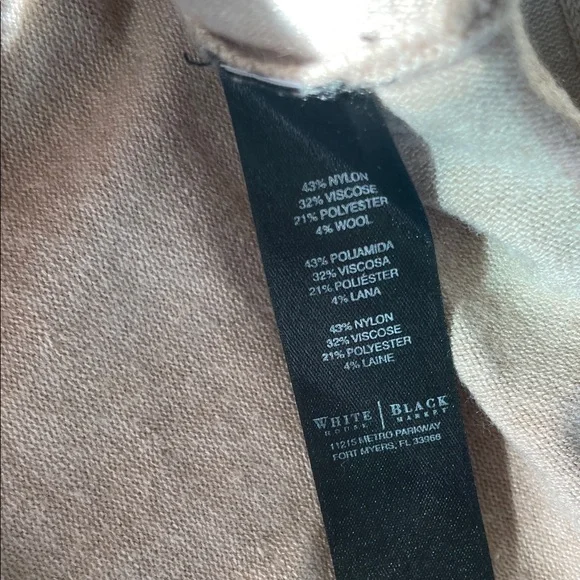 43% NYLON
32% VISCOSE
21% POLYESTER
4% WOOL
43% POLIAMIDA
32% VISCOSA
21% POLIÉSTER
4% LANA
43% NYLON
32% VISCOSE
21% POLYESTER
4% LAINE
WHITE | BLACK
HOUSE MARKET
11215 METRO PARKWAY
FORT MYERS, FL 33966